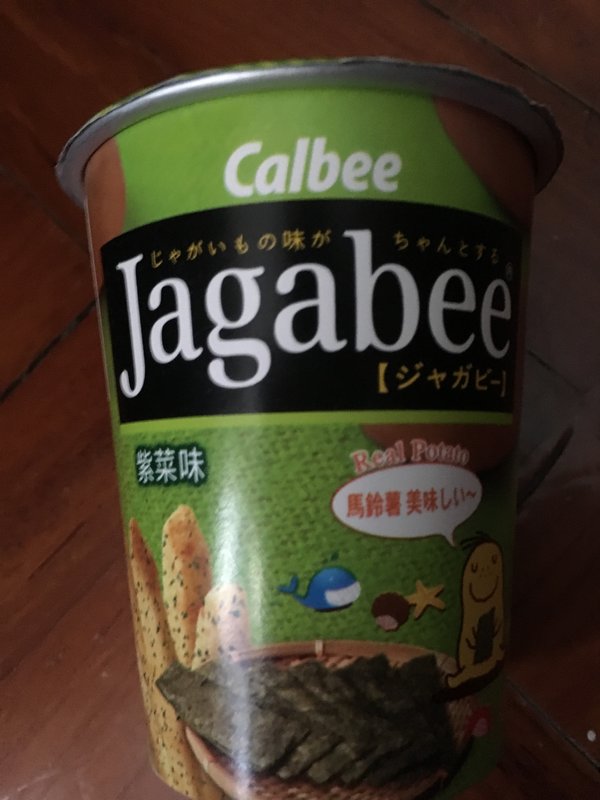 Calbee
じゃがいもの味が ちゃんとする
Jagabee®
【ジャガビー】
紫菜味
Real Potato
馬鈴薯 美味しい～